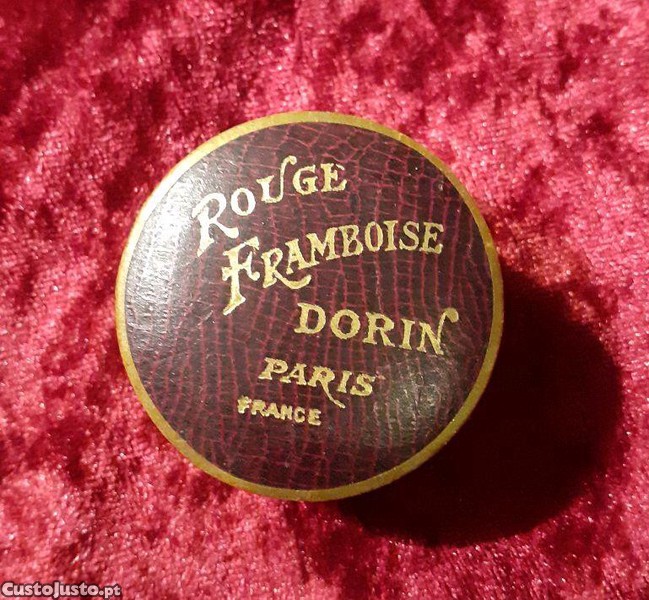 ROUGE
FRAMBOISE
DORIN
PARIS
FRANCE
CustoJusto.pt